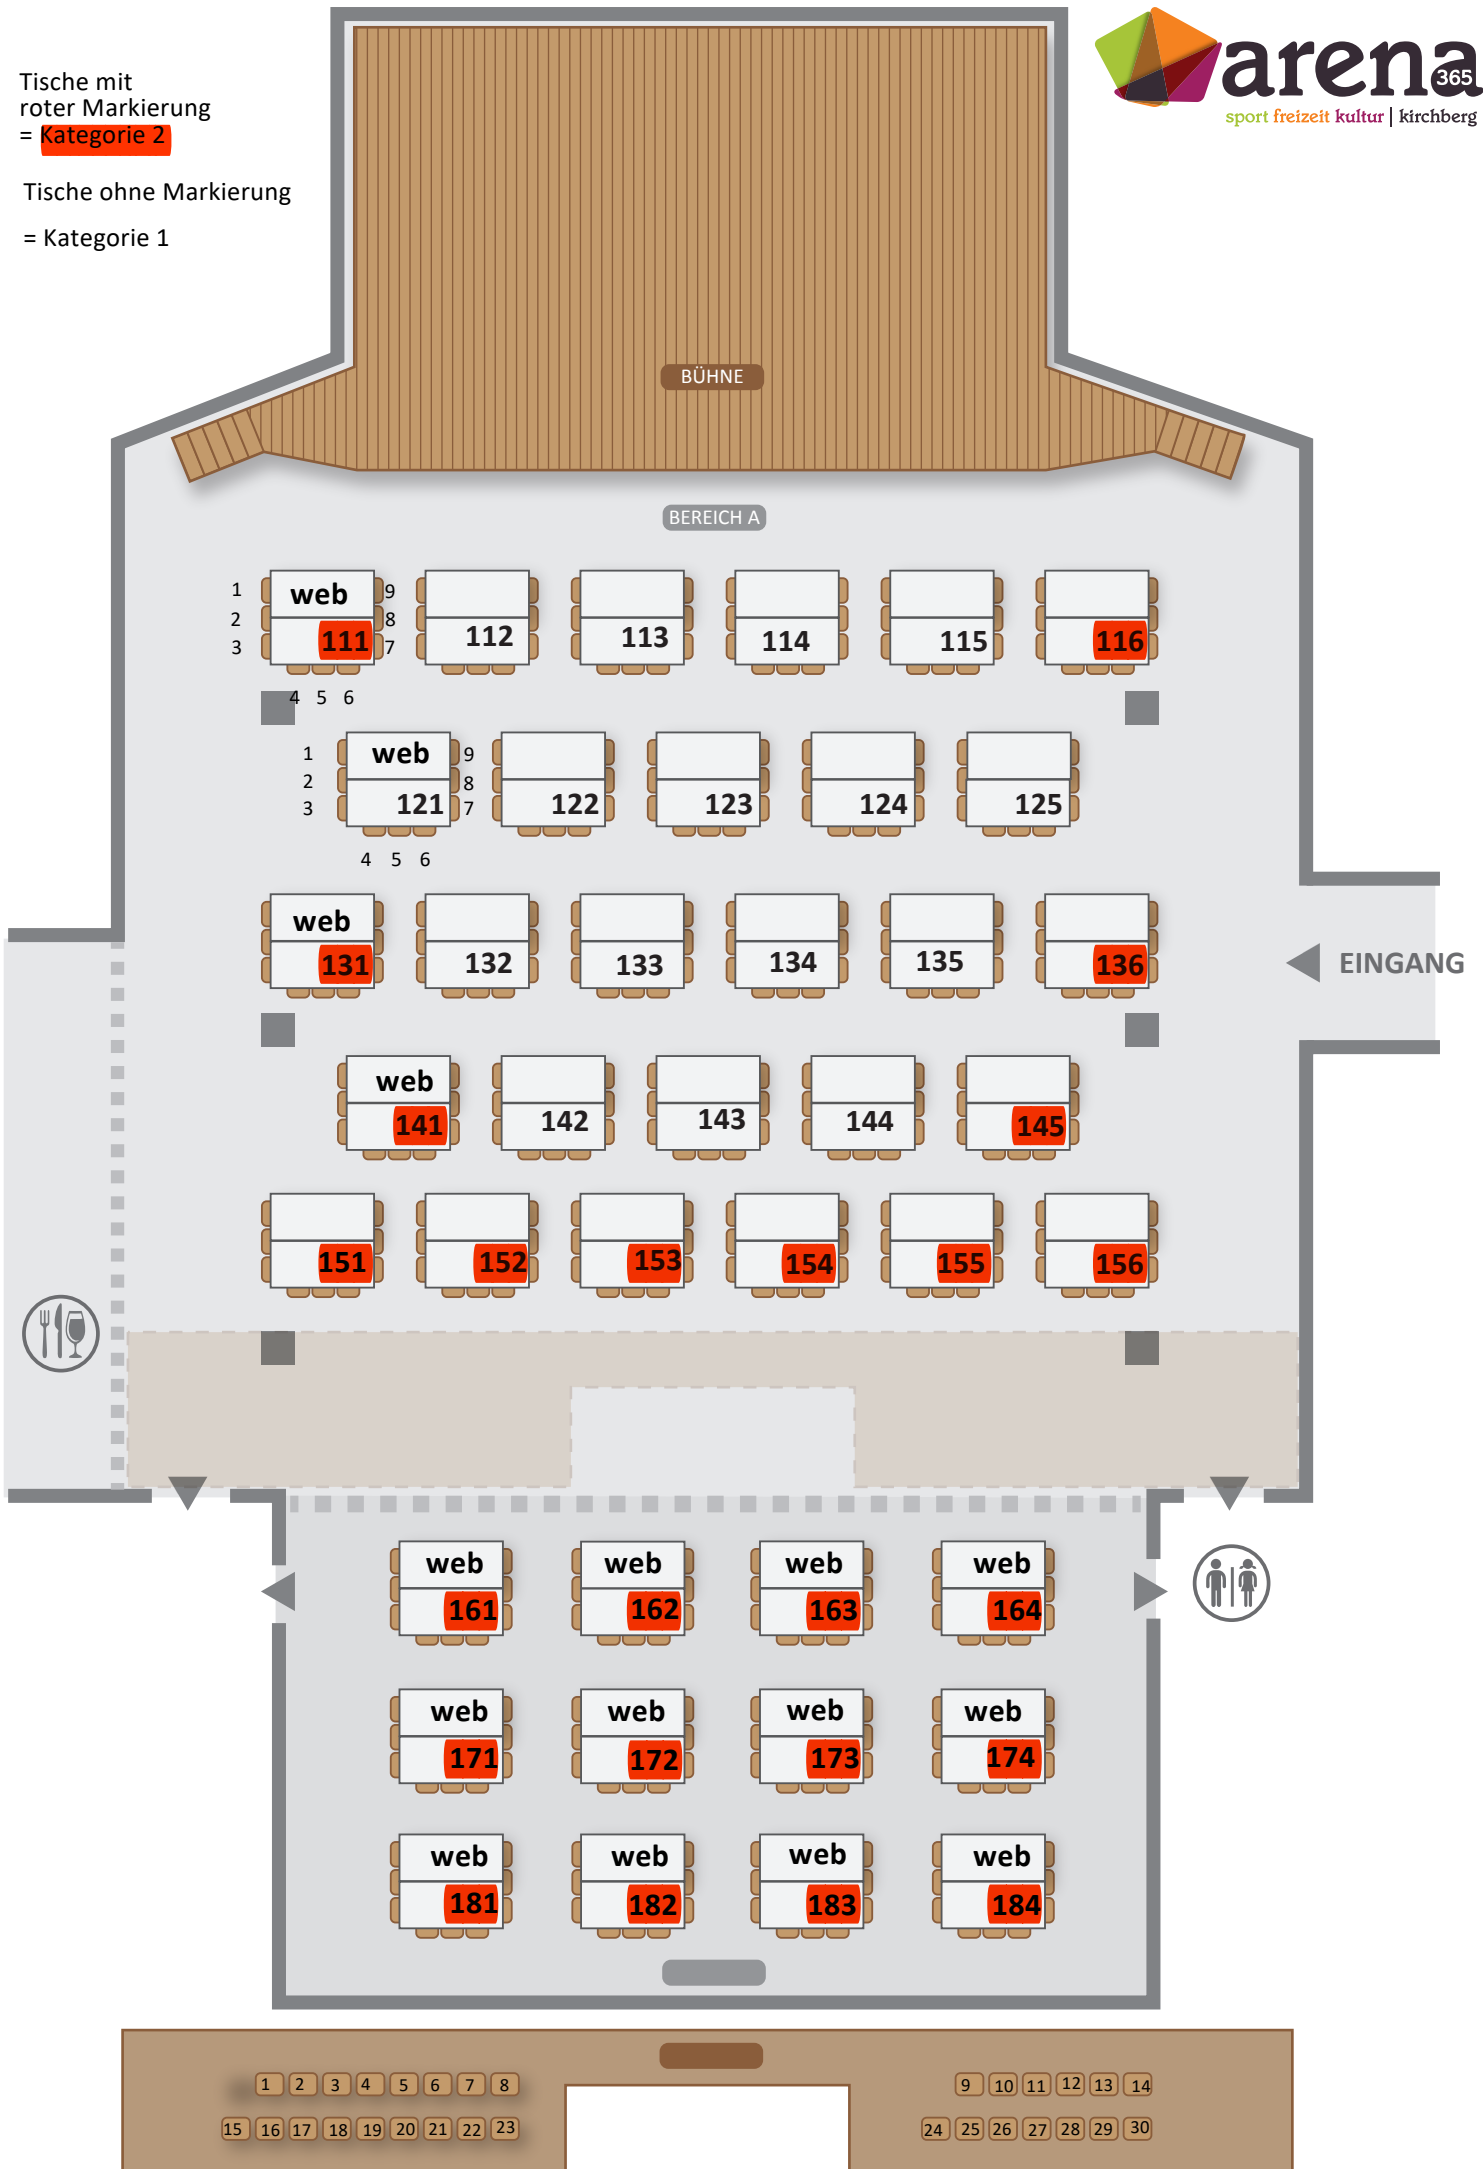 Tische mit
roter Markierung
= Kategorie 2
Tische ohne Markierung
= Kategorie 1
arena
365
sport freizeit kultur | kirchberg
BÜHNE
BEREICH A
1 web 9
2 8
3 111 7 112 113 114 115 116
4 5 6
1 web 9
2 8
3 121 7 122 123 124 125
4 5 6
web
131 132 133 134 135 136
EINGANG
web
141 142 143 144 145
151 152 153 154 155 156
web web web web
161 162 163 164
web web web web
171 172 173 174
web web web web
181 182 183 184
1 2 3 4 5 6 7 8 9 10 11 12 13 14
15 16 17 18 19 20 21 22 23 24 25 26 27 28 29 30